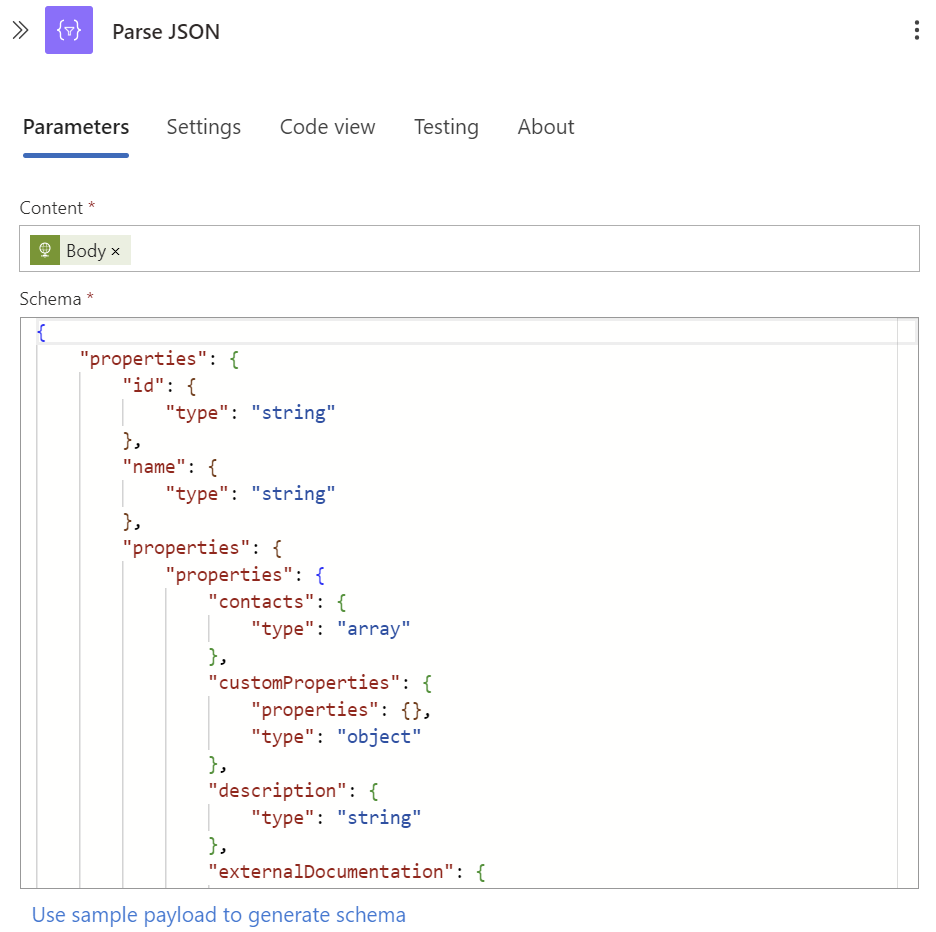 Parse JSON
Parameters Settings Code view Testing About
Content *
Body ×
Schema *
{
    "properties": {
        "id": {
            "type": "string"
        },
        "name": {
            "type": "string"
        },
        "properties": {
            "properties": {
                "contacts": {
                    "type": "array"
                },
                "customProperties": {
                    "properties": {},
                    "type": "object"
                },
                "description": {
                    "type": "string"
                },
                "externalDocumentation": {
Use sample payload to generate schema